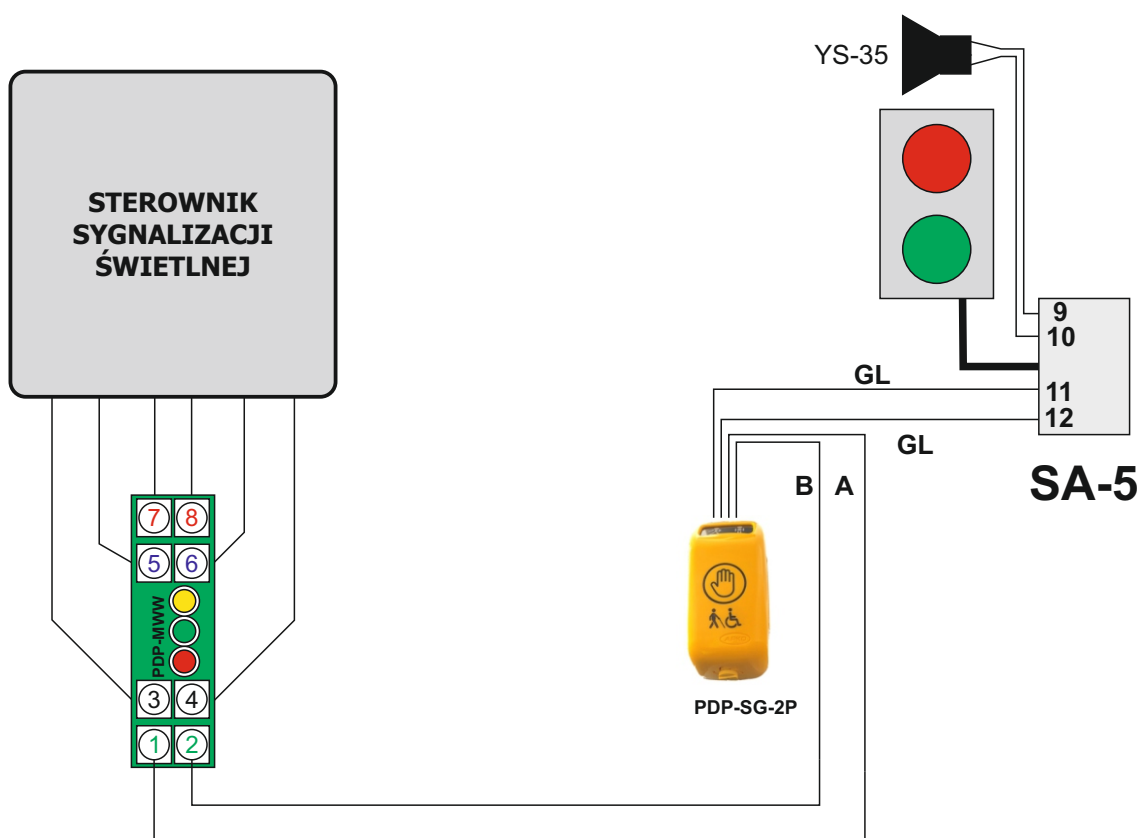 YS-35
STEROWNIK
SYGNALIZACJI
ŚWIETLNEJ
9
10
11
12
GL
GL
SA-5
B A
7 8
5 6
PDP-MWW
3 4
1 2
PDP-SG-2P